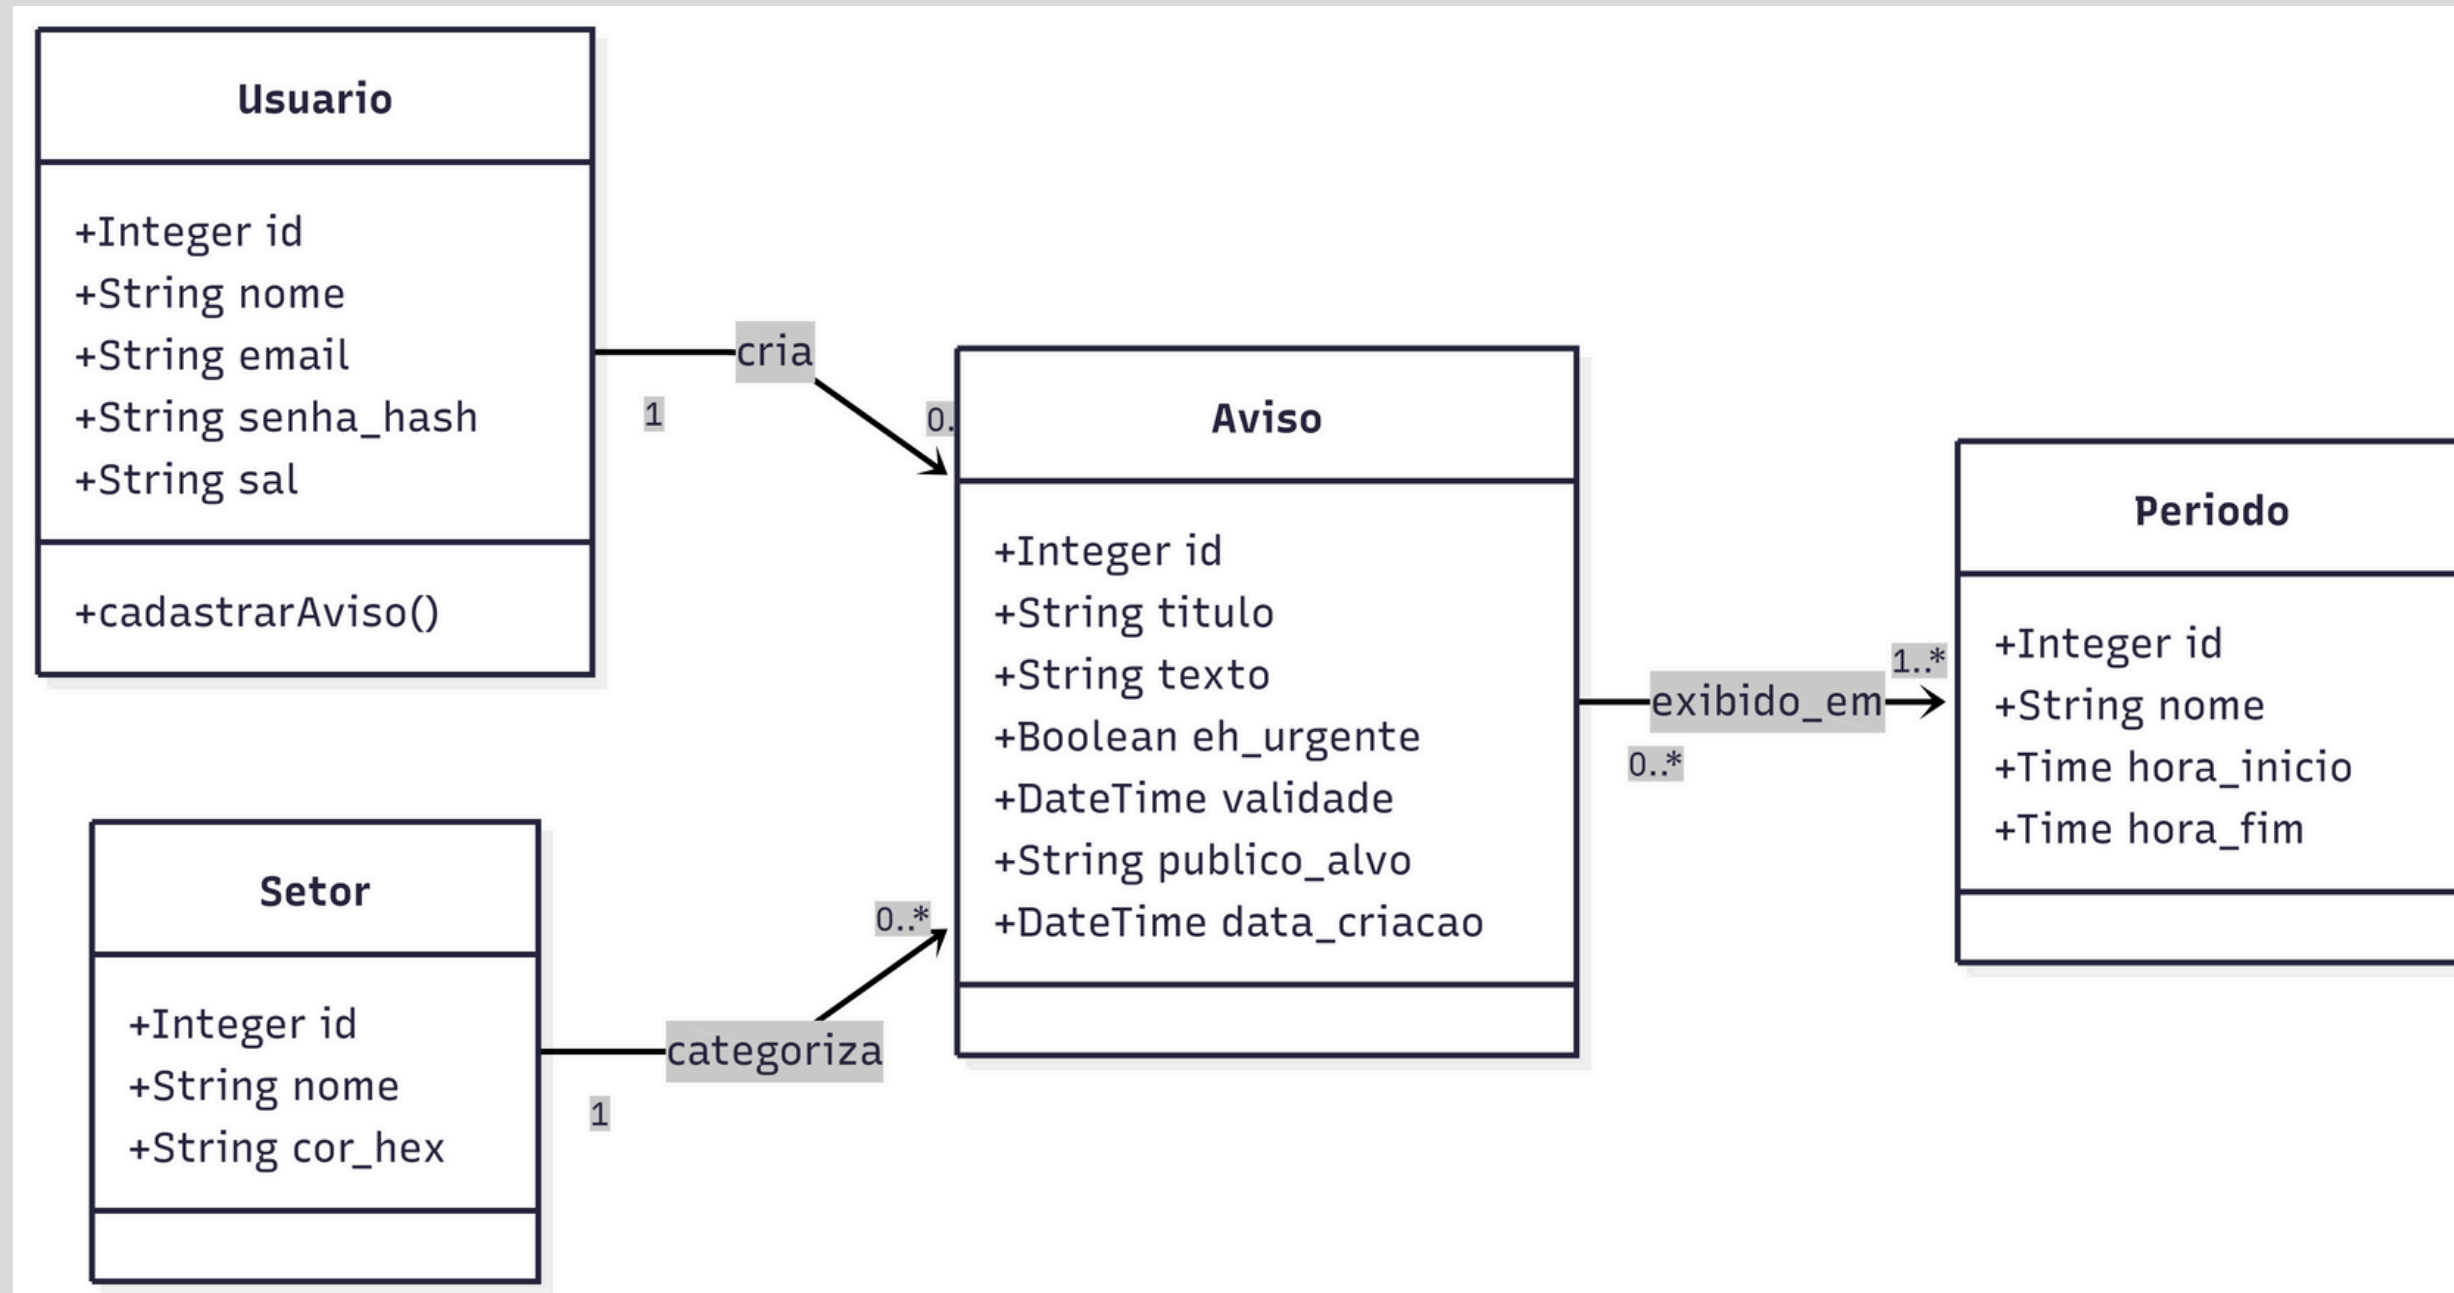 Usuario
+Integer id
+String nome
+String email
+String senha_hash
+String sal
+cadastrarAviso()
cria
1
0.
Setor
+Integer id
+String nome
+String cor_hex
categoriza
1
0..*
Aviso
+Integer id
+String titulo
+String texto
+Boolean eh_urgente
+DateTime validade
+String publico_alvo
+DateTime data_criacao
exibido_em
0..*
1..*
Periodo
+Integer id
+String nome
+Time hora_inicio
+Time hora_fim